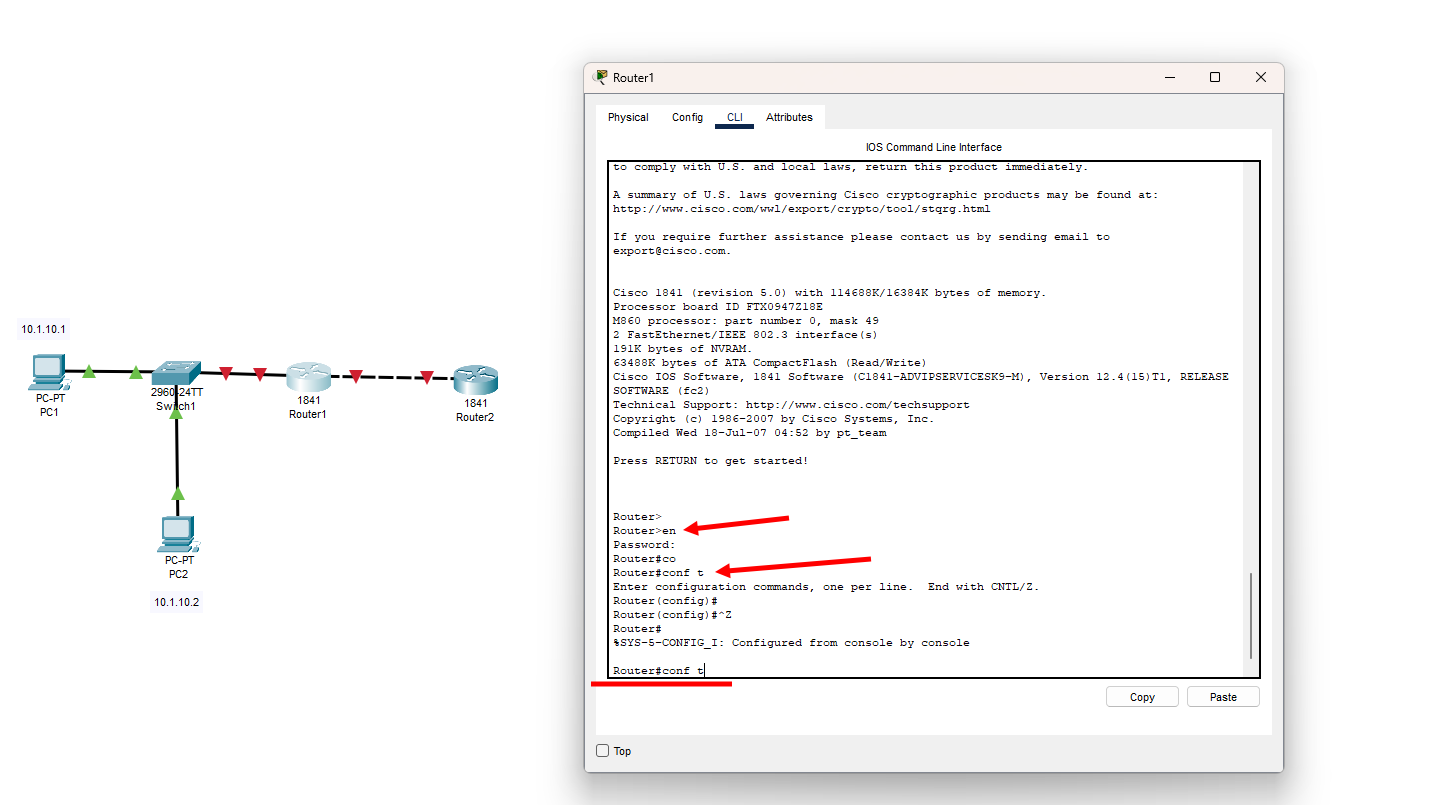 10.1.10.1
PC-PT
PC1
2960-24TT
Switch1
1841
Router1
1841
Router2
PC-PT
PC2
10.1.10.2
Router1
Physical Config CLI Attributes
IOS Command Line Interface
to comply with U.S. and local laws, return this product immediately.
A summary of U.S. laws governing Cisco cryptographic products may be found at:
http://www.cisco.com/wwl/export/crypto/tool/stqrg.html
If you require further assistance please contact us by sending email to
export@cisco.com.
Cisco 1841 (revision 5.0) with 114688K/16384K bytes of memory.
Processor board ID FTX0947Z18E
M860 processor: part number 0, mask 49
2 FastEthernet/IEEE 802.3 interface(s)
191K bytes of NVRAM.
63488K bytes of ATA CompactFlash (Read/Write)
Cisco IOS Software, 1841 Software (C1841-ADVIPSERVICESK9-M), Version 12.4(15)T1, RELEASE
SOFTWARE (fc2)
Technical Support: http://www.cisco.com/techsupport
Copyright (c) 1986-2007 by Cisco Systems, Inc.
Compiled Wed 18-Jul-07 04:52 by pt_team
Press RETURN to get started!
Router>
Router>en
Password:
Router#co
Router#conf t
Enter configuration commands, one per line. End with CNTL/Z.
Router(config)#
Router(config)#^Z
Router#
%SYS-5-CONFIG_I: Configured from console by console
Router#conf t
Copy Paste
Top